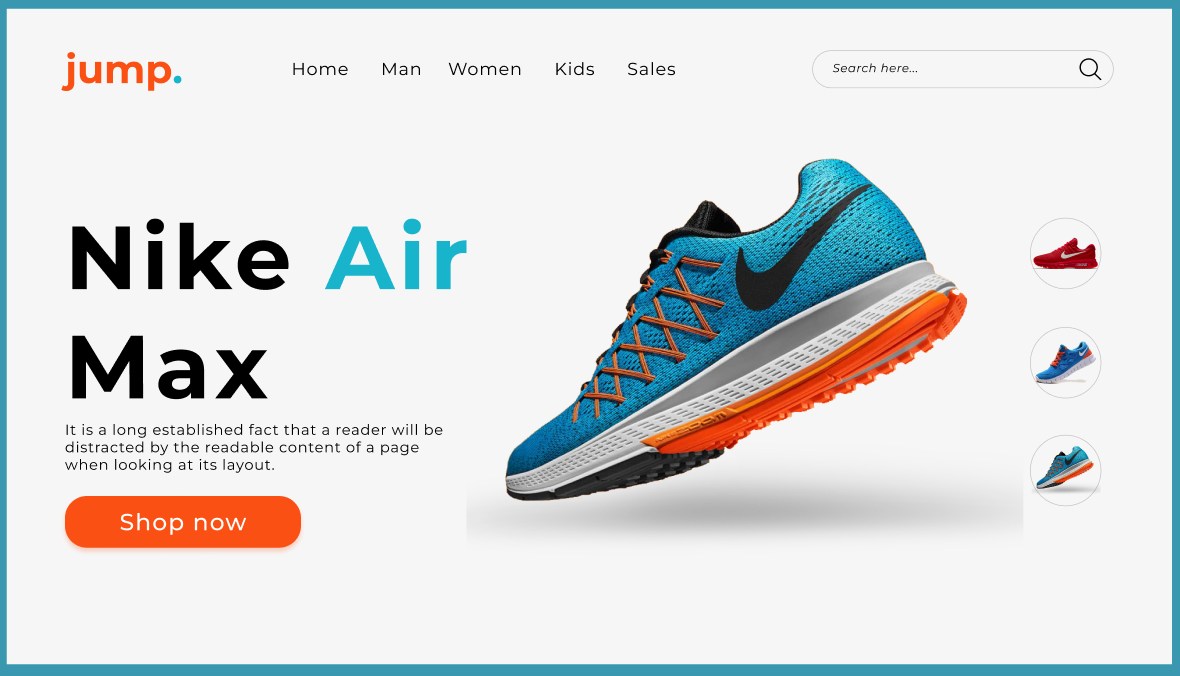 jump.
Home Man Women Kids Sales
Search here...
Nike Air
Max
It is a long established fact that a reader will be
distracted by the readable content of a page
when looking at its layout.
Shop now